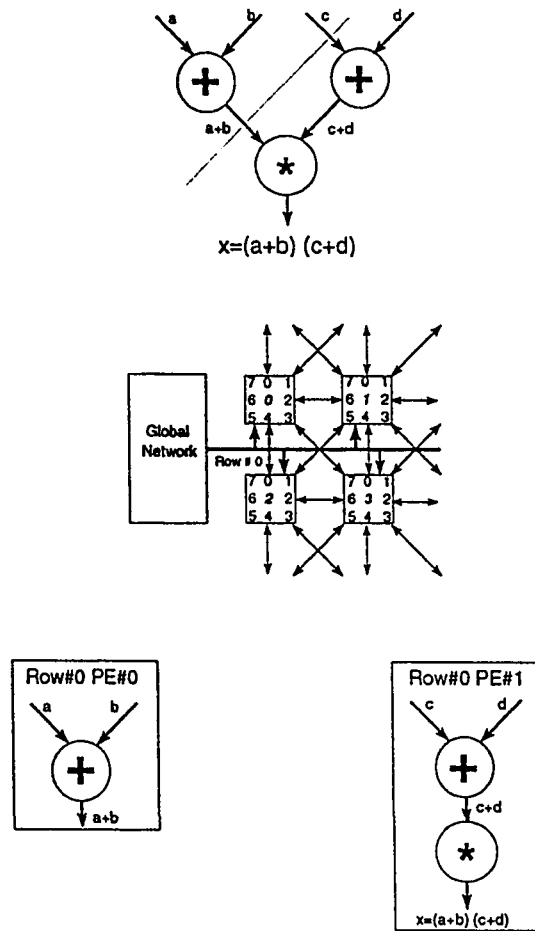 a b c d
+ +
a+b c+d
*
x=(a+b) (c+d)
7 0 1 7 0 1
6 0 2 6 1 2
5 4 3 5 4 3
Global
Network
Row # 0
7 0 1 7 0 1
6 2 2 6 3 2
5 4 3 5 4 3
Row#0 PE#0
a b
+
a+b
Row#0 PE#1
c d
+
c+d
*
x=(a+b) (c+d)